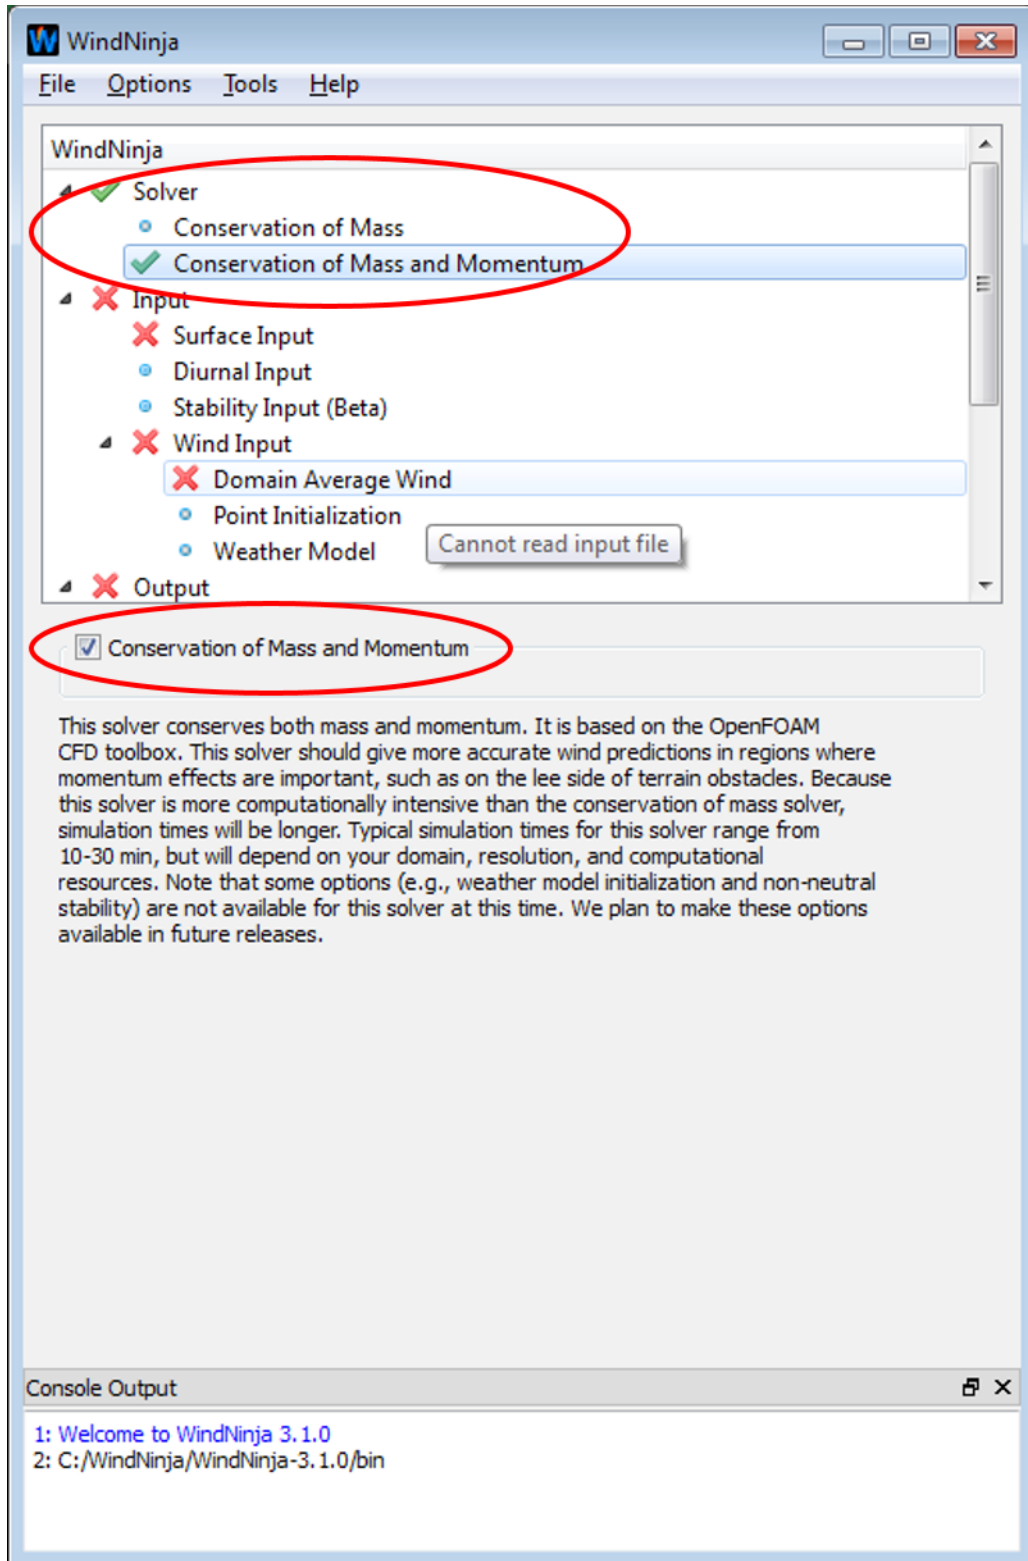 WindNinja
File Options Tools Help
WindNinja
Solver
Conservation of Mass
Conservation of Mass and Momentum
Input
Surface Input
Diurnal Input
Stability Input (Beta)
Wind Input
Domain Average Wind
Point Initialization
Cannot read input file
Weather Model
Output
Conservation of Mass and Momentum
This solver conserves both mass and momentum. It is based on the OpenFOAM
CFD toolbox. This solver should give more accurate wind predictions in regions where
momentum effects are important, such as on the lee side of terrain obstacles. Because
this solver is more computationally intensive than the conservation of mass solver,
simulation times will be longer. Typical simulation times for this solver range from
10-30 min, but will depend on your domain, resolution, and computational
resources. Note that some options (e.g., weather model initialization and non-neutral
stability) are not available for this solver at this time. We plan to make these options
available in future releases.
Console Output
1: Welcome to WindNinja 3.1.0
2: C:/WindNinja/WindNinja-3.1.0/bin